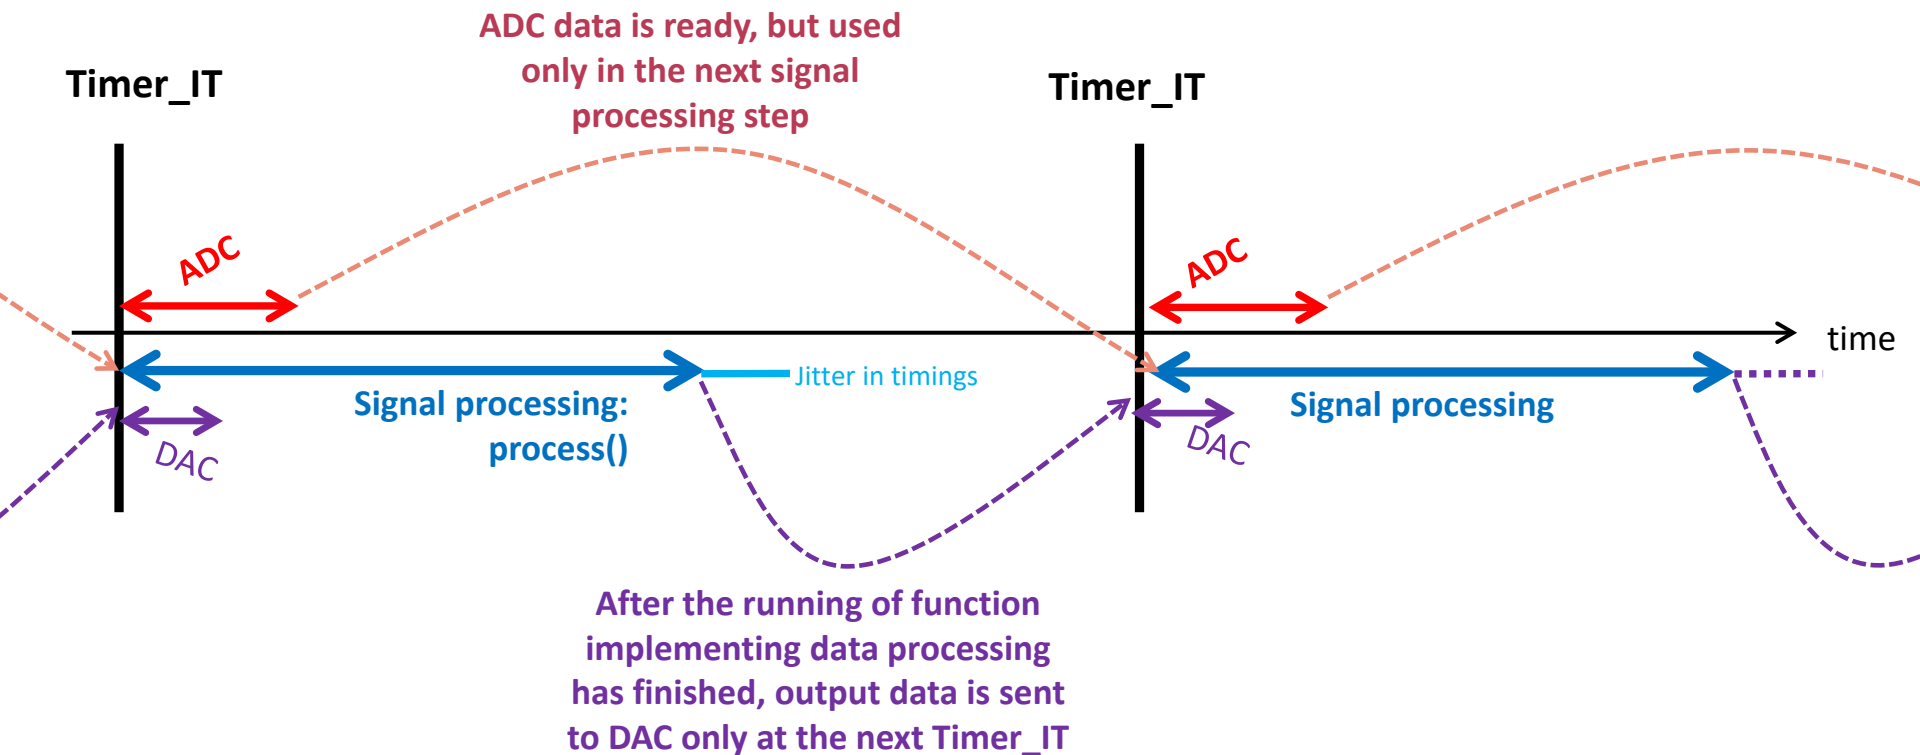 ADC data is ready, but used
only in the next signal
processing step
Timer_IT
Timer_IT
ADC
ADC
time
Jitter in timings
Signal processing:
process()
Signal processing
DAC
DAC
After the running of function
implementing data processing
has finished, output data is sent
to DAC only at the next Timer_IT